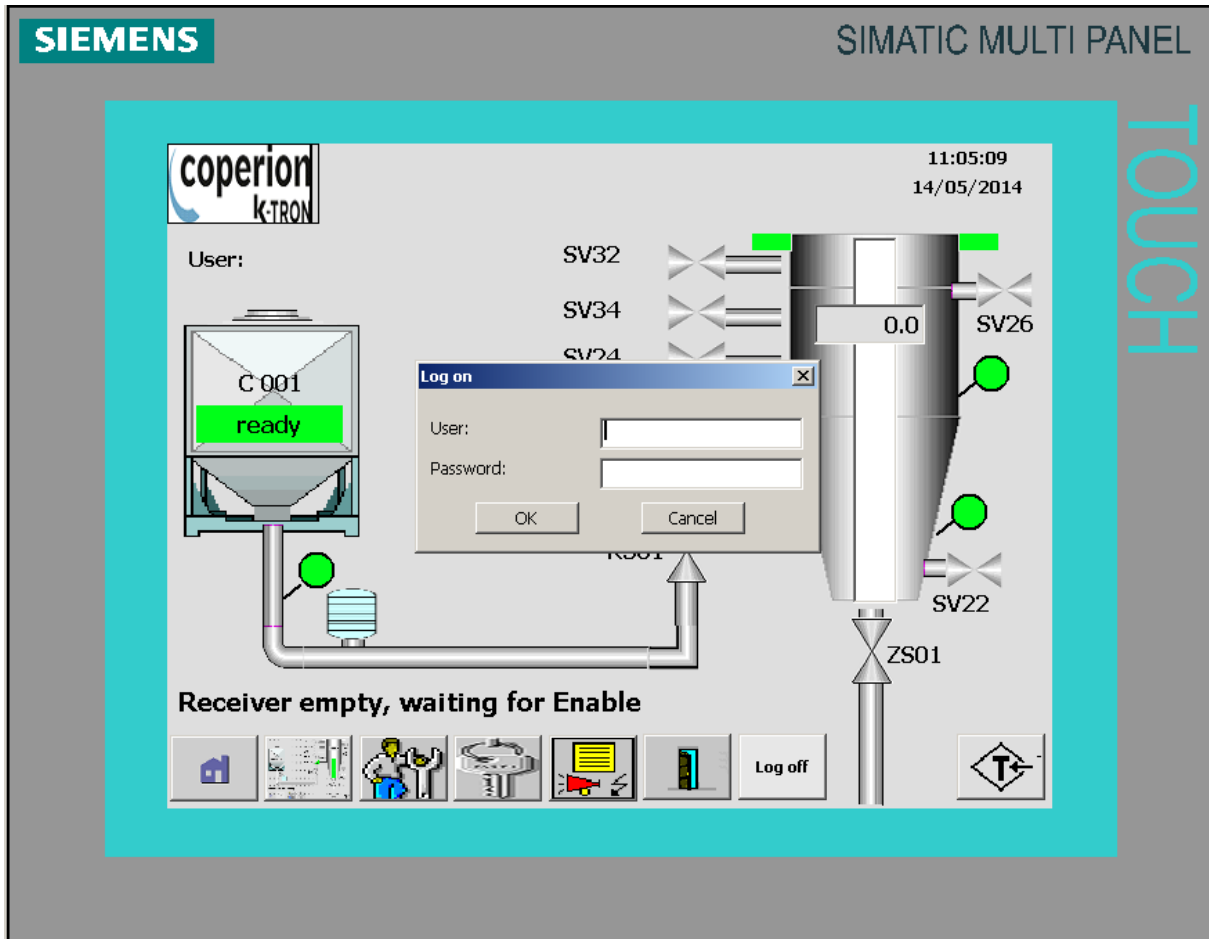 SIEMENS
SIMATIC MULTI PANEL
TOUCH
coperion
K-TRON
11:05:09
14/05/2014
User:
SV32
SV34
0.0
SV26
SV24
C 001
ready
Log on
User:
Password:
OK
Cancel
SV22
ZS01
Receiver empty, waiting for Enable
Log off
T